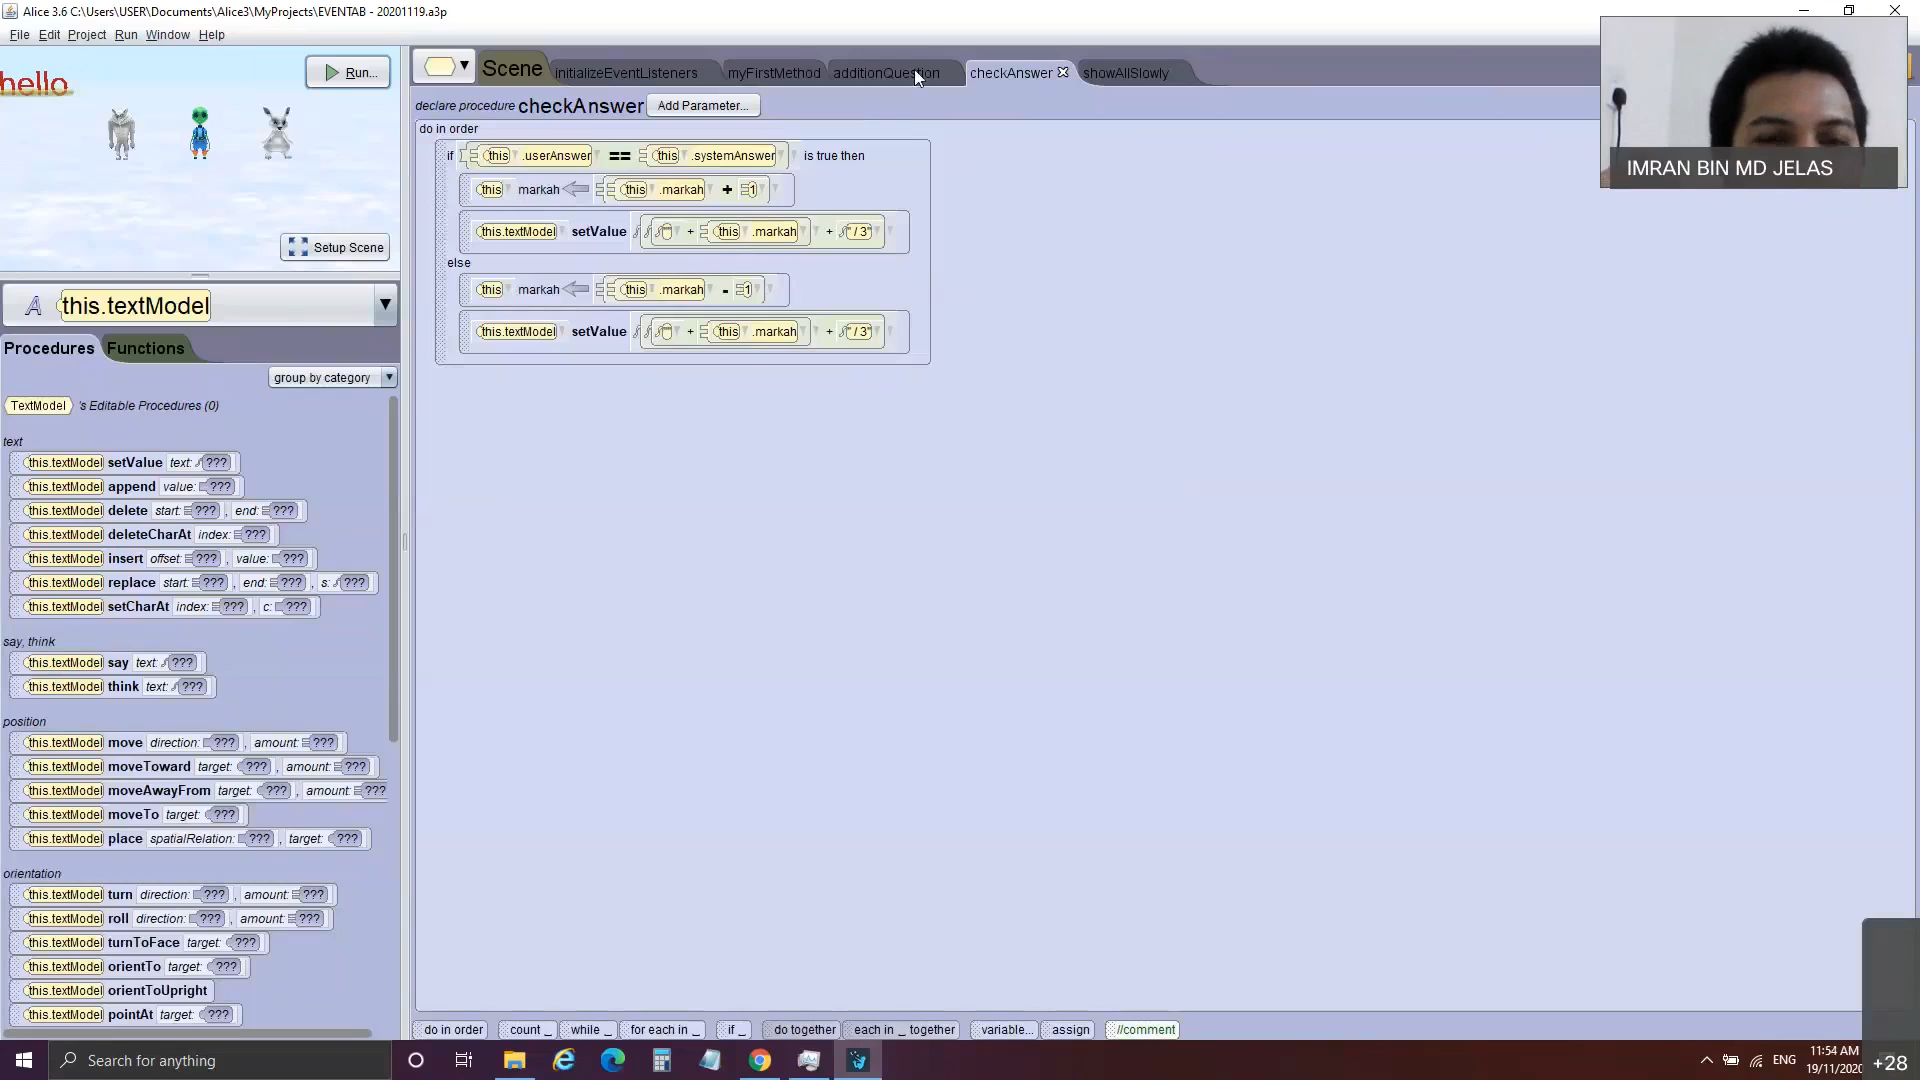 Alice 3.6 C:\Users\USER\Documents\Alice3\MyProjects\EVENTAB - 20201119.a3p
File Edit Project Run Window Help
hello
Run...
Setup Scene
Scene initializeEventListeners myFirstMethod additionQuestion checkAnswer showAllSlowly
IMRAN BIN MD JELAS
declare procedure checkAnswer Add Parameter...
do in order
if this .userAnswer == this .systemAnswer is true then
this markah this .markah + 1
this.textModel setValue + this .markah + "/ 3"
else
this markah this .markah - 1
this.textModel setValue + this .markah + "/ 3"
A this.textModel
Procedures Functions
group by category
TextModel 's Editable Procedures (0)
text
this.textModel setValue text: ???
this.textModel append value: ???
this.textModel delete start: ??? , end: ???
this.textModel deleteCharAt index: ???
this.textModel insert offset: ??? , value: ???
this.textModel replace start: ??? , end: ??? , s: ???
this.textModel setCharAt index: ??? , c: ???
say, think
this.textModel say text: ???
this.textModel think text: ???
position
this.textModel move direction: ??? , amount: ???
this.textModel moveToward target: ??? , amount: ???
this.textModel moveAwayFrom target: ??? , amount: ???
this.textModel moveTo target: ???
this.textModel place spatialRelation: ??? , target: ???
orientation
this.textModel turn direction: ??? , amount: ???
this.textModel roll direction: ??? , amount: ???
this.textModel turnToFace target: ???
this.textModel orientTo target: ???
this.textModel orientToUpright
this.textModel pointAt target: ???
do in order count _ while _ for each in _ if _ do together each in _ together variable... assign //comment
Search for anything
ENG
11:54 AM
19/11/2020
+28